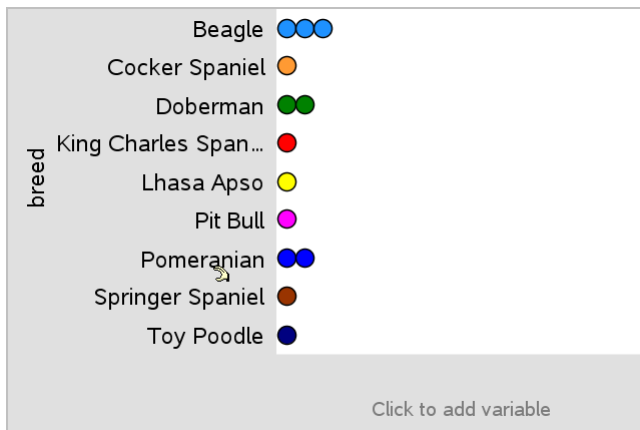 Beagle
Cocker Spaniel
Doberman
King Charles Span…
breed
Lhasa Apso
Pit Bull
Pomeranian
Springer Spaniel
Toy Poodle
Click to add variable